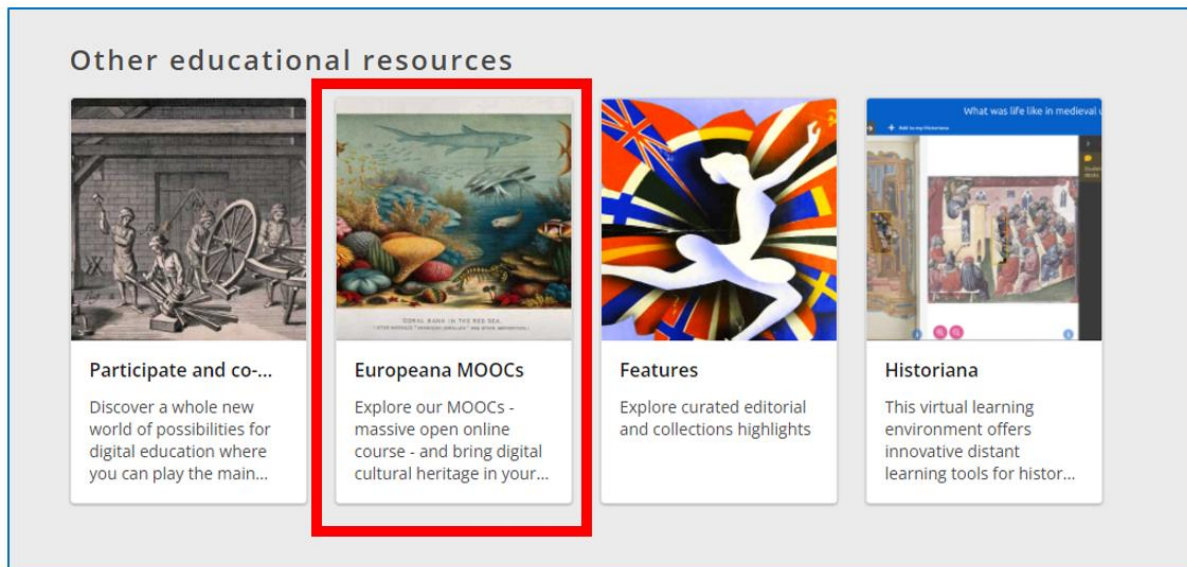 Other educational resources
Participate and co-...
Discover a whole new
world of possibilities for
digital education where
you can play the main...
CORAL BANK IN THE RED SEA.
Europeana MOOCs
Explore our MOOCs -
massive open online
course - and bring digital
cultural heritage in your...
Features
Explore curated editorial
and collections highlights
What was life like in medieval u
Add to my Historiana
Historiana
This virtual learning
environment offers
innovative distant
learning tools for histor...